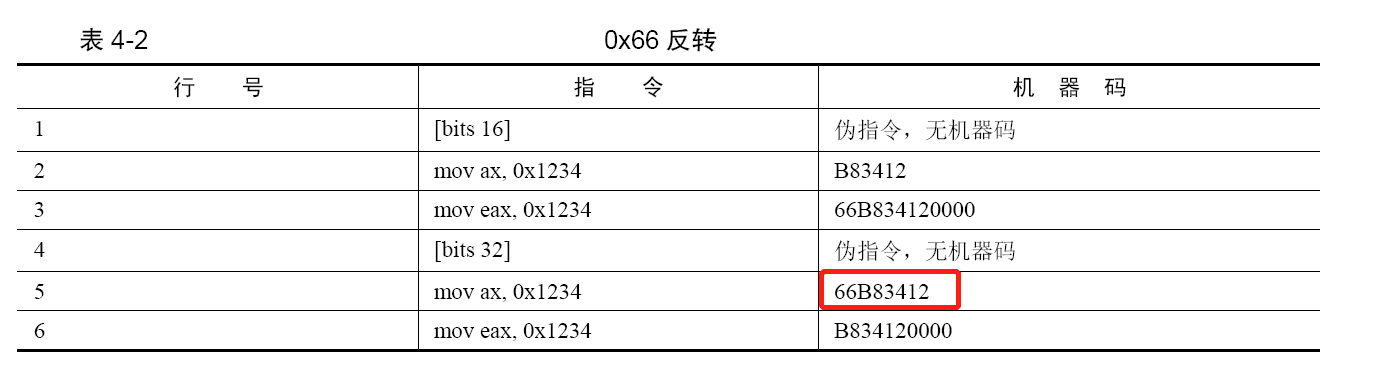 表 4-2 0x66 反转
行 号 指 令 机 器 码
1 [bits 16] 伪指令，无机器码
2 mov ax, 0x1234 B83412
3 mov eax, 0x1234 66B834120000
4 [bits 32] 伪指令，无机器码
5 mov ax, 0x1234 66B83412
6 mov eax, 0x1234 B834120000